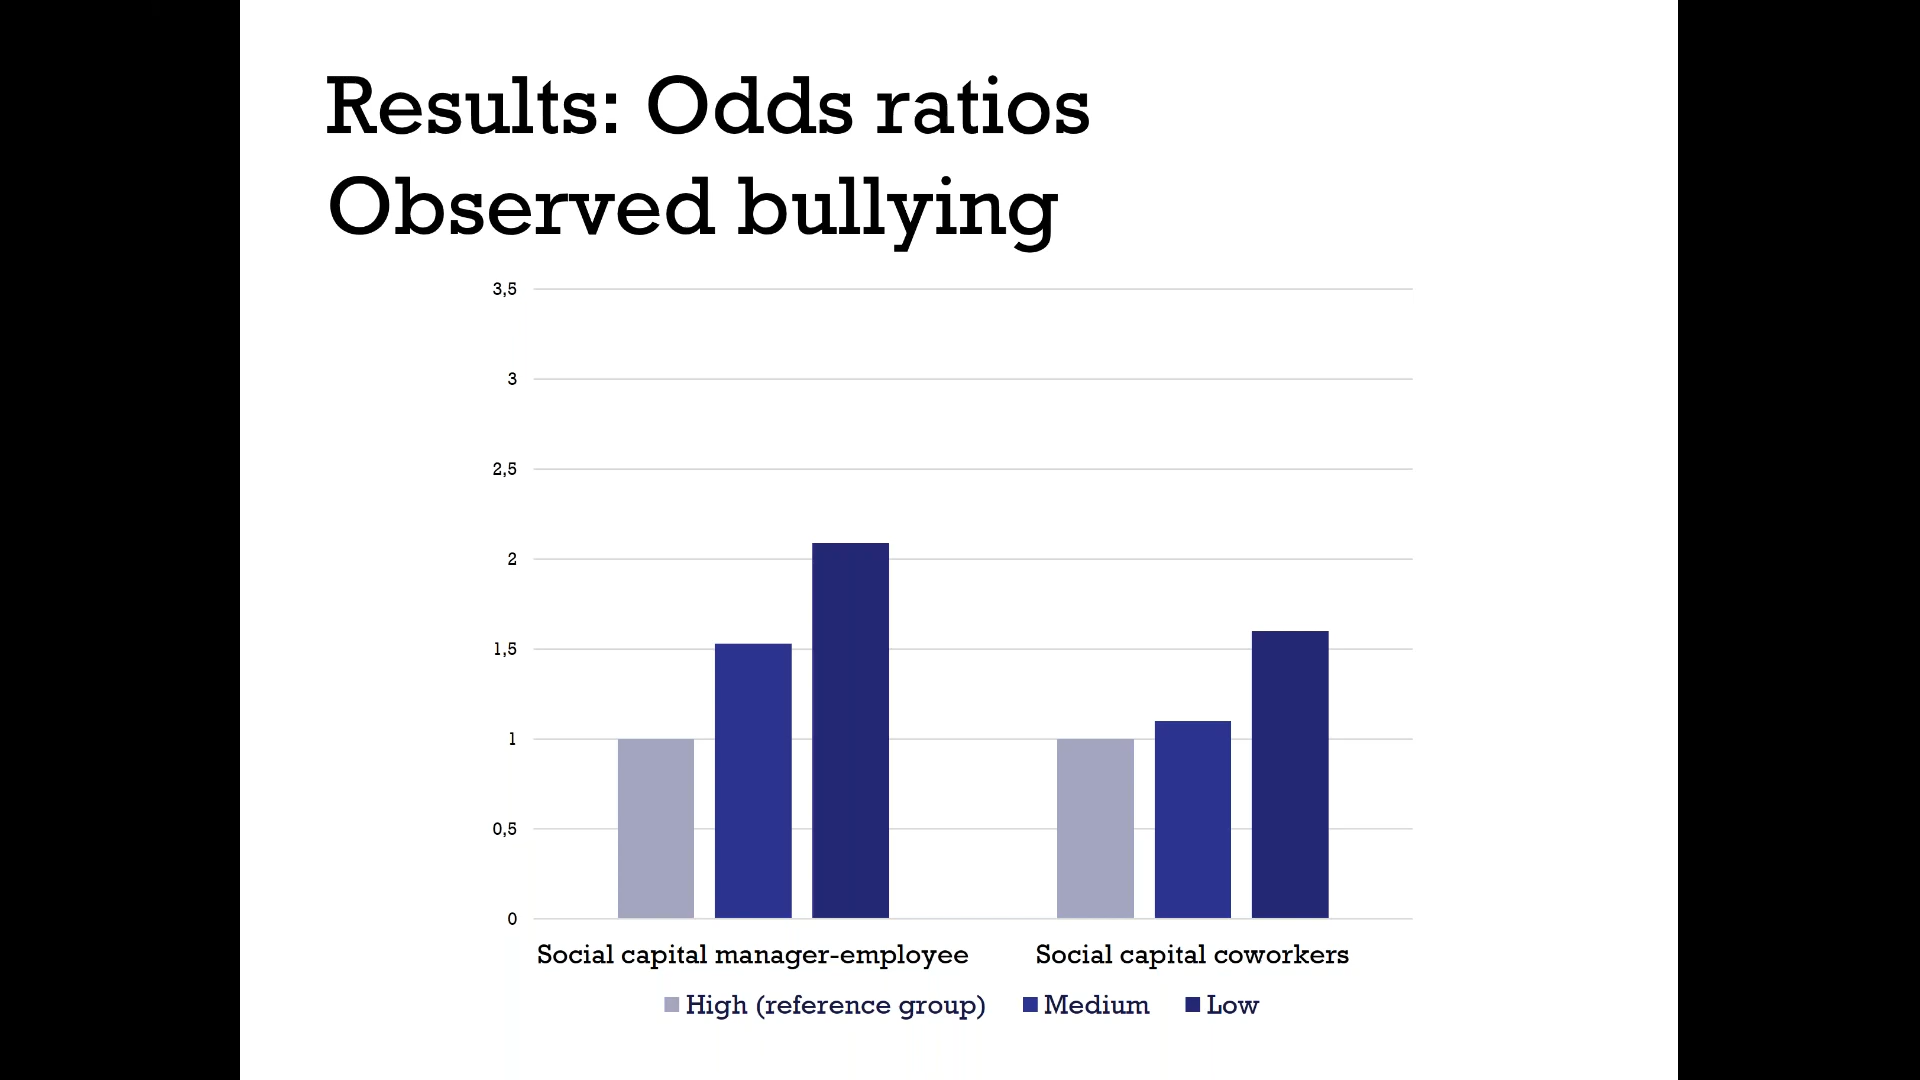 Results: Odds ratios
Observed bullying
3,5
3
2,5
2
1,5
1
0,5
0
Social capital manager-employee
Social capital coworkers
High (reference group)
Medium
Low